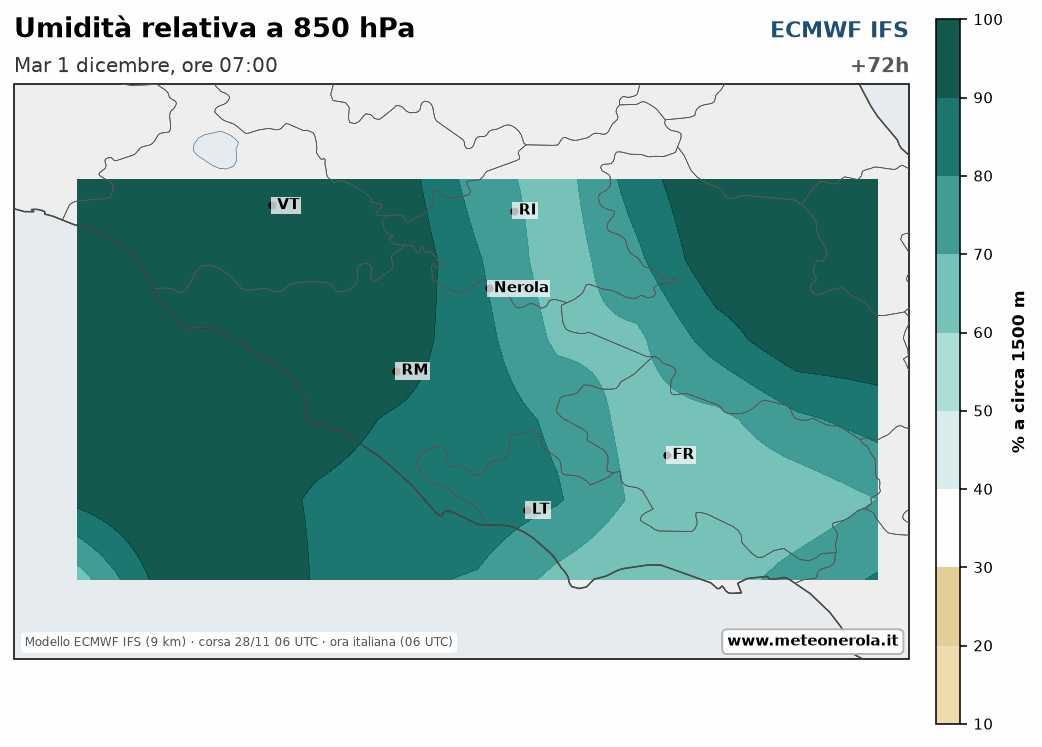 Umidità relativa a 850 hPa
ECMWF IFS
Mar 1 dicembre, ore 07:00
+72h
VT
RI
Nerola
RM
FR
LT
Modello ECMWF IFS (9 km) · corsa 28/11 06 UTC · ora italiana (06 UTC)
www.meteonerola.it
100
90
80
70
60
50
40
30
20
10
% a circa 1500 m